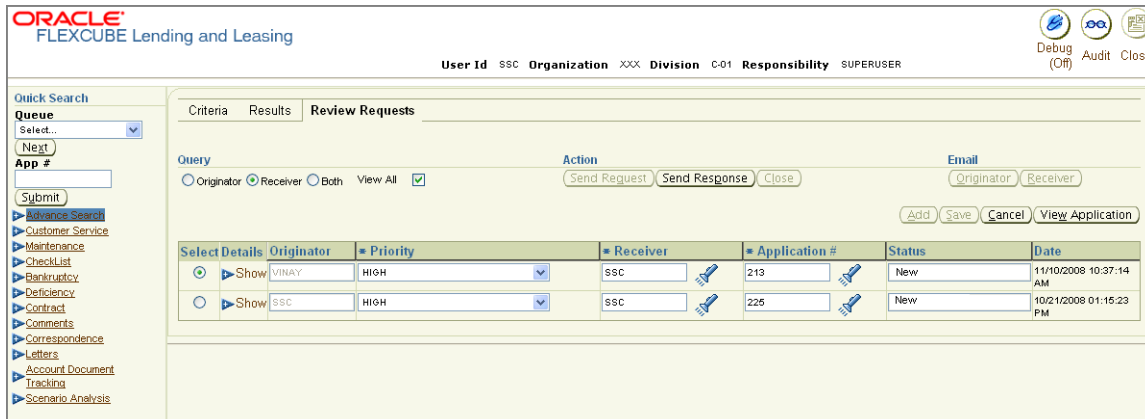 ORACLE
FLEXCUBE Lending and Leasing
Debug (Off)
Audit
Clos
User Id SSC Organization XXX Division C-01 Responsibility SUPERUSER
Quick Search
Queue
Select...
Next
App #
Submit
Advance Search
Customer Service
Maintenance
CheckList
Bankruptcy
Deficiency
Contract
Comments
Correspondence
Letters
Account Document
Tracking
Scenario Analysis
Criteria Results Review Requests
Query Action Email
Originator Receiver Both View All Send Request Send Response Close Originator Receiver
Add Save Cancel View Application
Select Details Originator * Priority * Receiver * Application # Status Date
Show VINAY HIGH SSC 213 New 11/10/2008 10:37:14 AM
Show SSC HIGH SSC 225 New 10/21/2008 01:15:23 PM